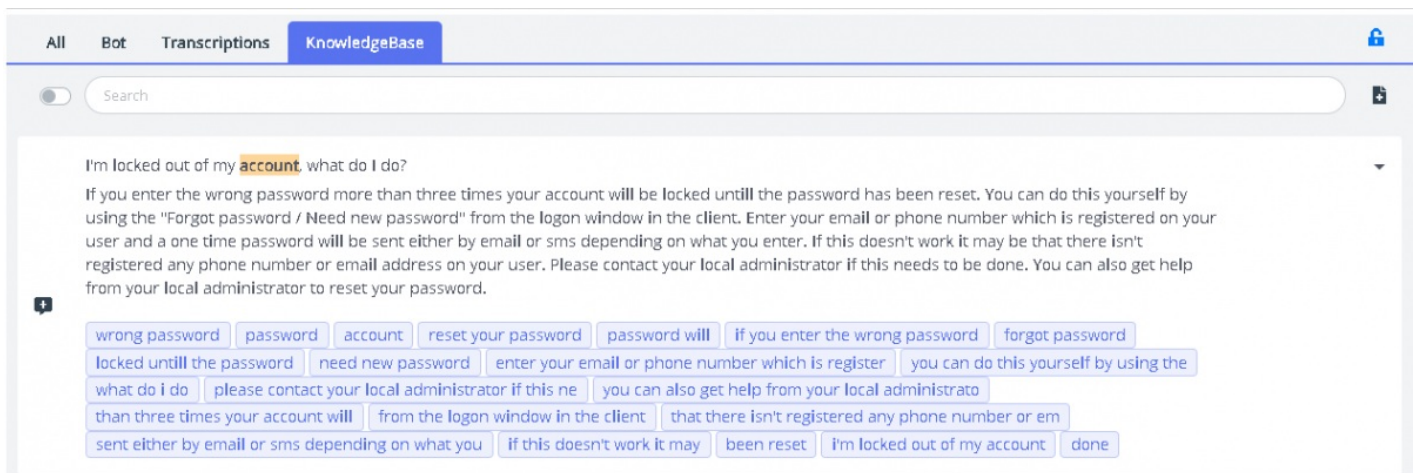 All Bot Transcriptions KnowledgeBase
Search
I'm locked out of my account, what do I do?
If you enter the wrong password more than three times your account will be locked untill the password has been reset. You can do this yourself by
using the "Forgot password / Need new password" from the logon window in the client. Enter your email or phone number which is registered on your
user and a one time password will be sent either by email or sms depending on what you enter. If this doesn't work it may be that there isn't
registered any phone number or email address on your user. Please contact your local administrator if this needs to be done. You can also get help
from your local administrator to reset your password.
wrong password password account reset your password password will if you enter the wrong password forgot password
locked untill the password need new password enter your email or phone number which is register you can do this yourself by using the
what do i do please contact your local administrator if this ne you can also get help from your local administrato
than three times your account will from the logon window in the client that there isn't registered any phone number or em
sent either by email or sms depending on what you if this doesn't work it may been reset i'm locked out of my account done